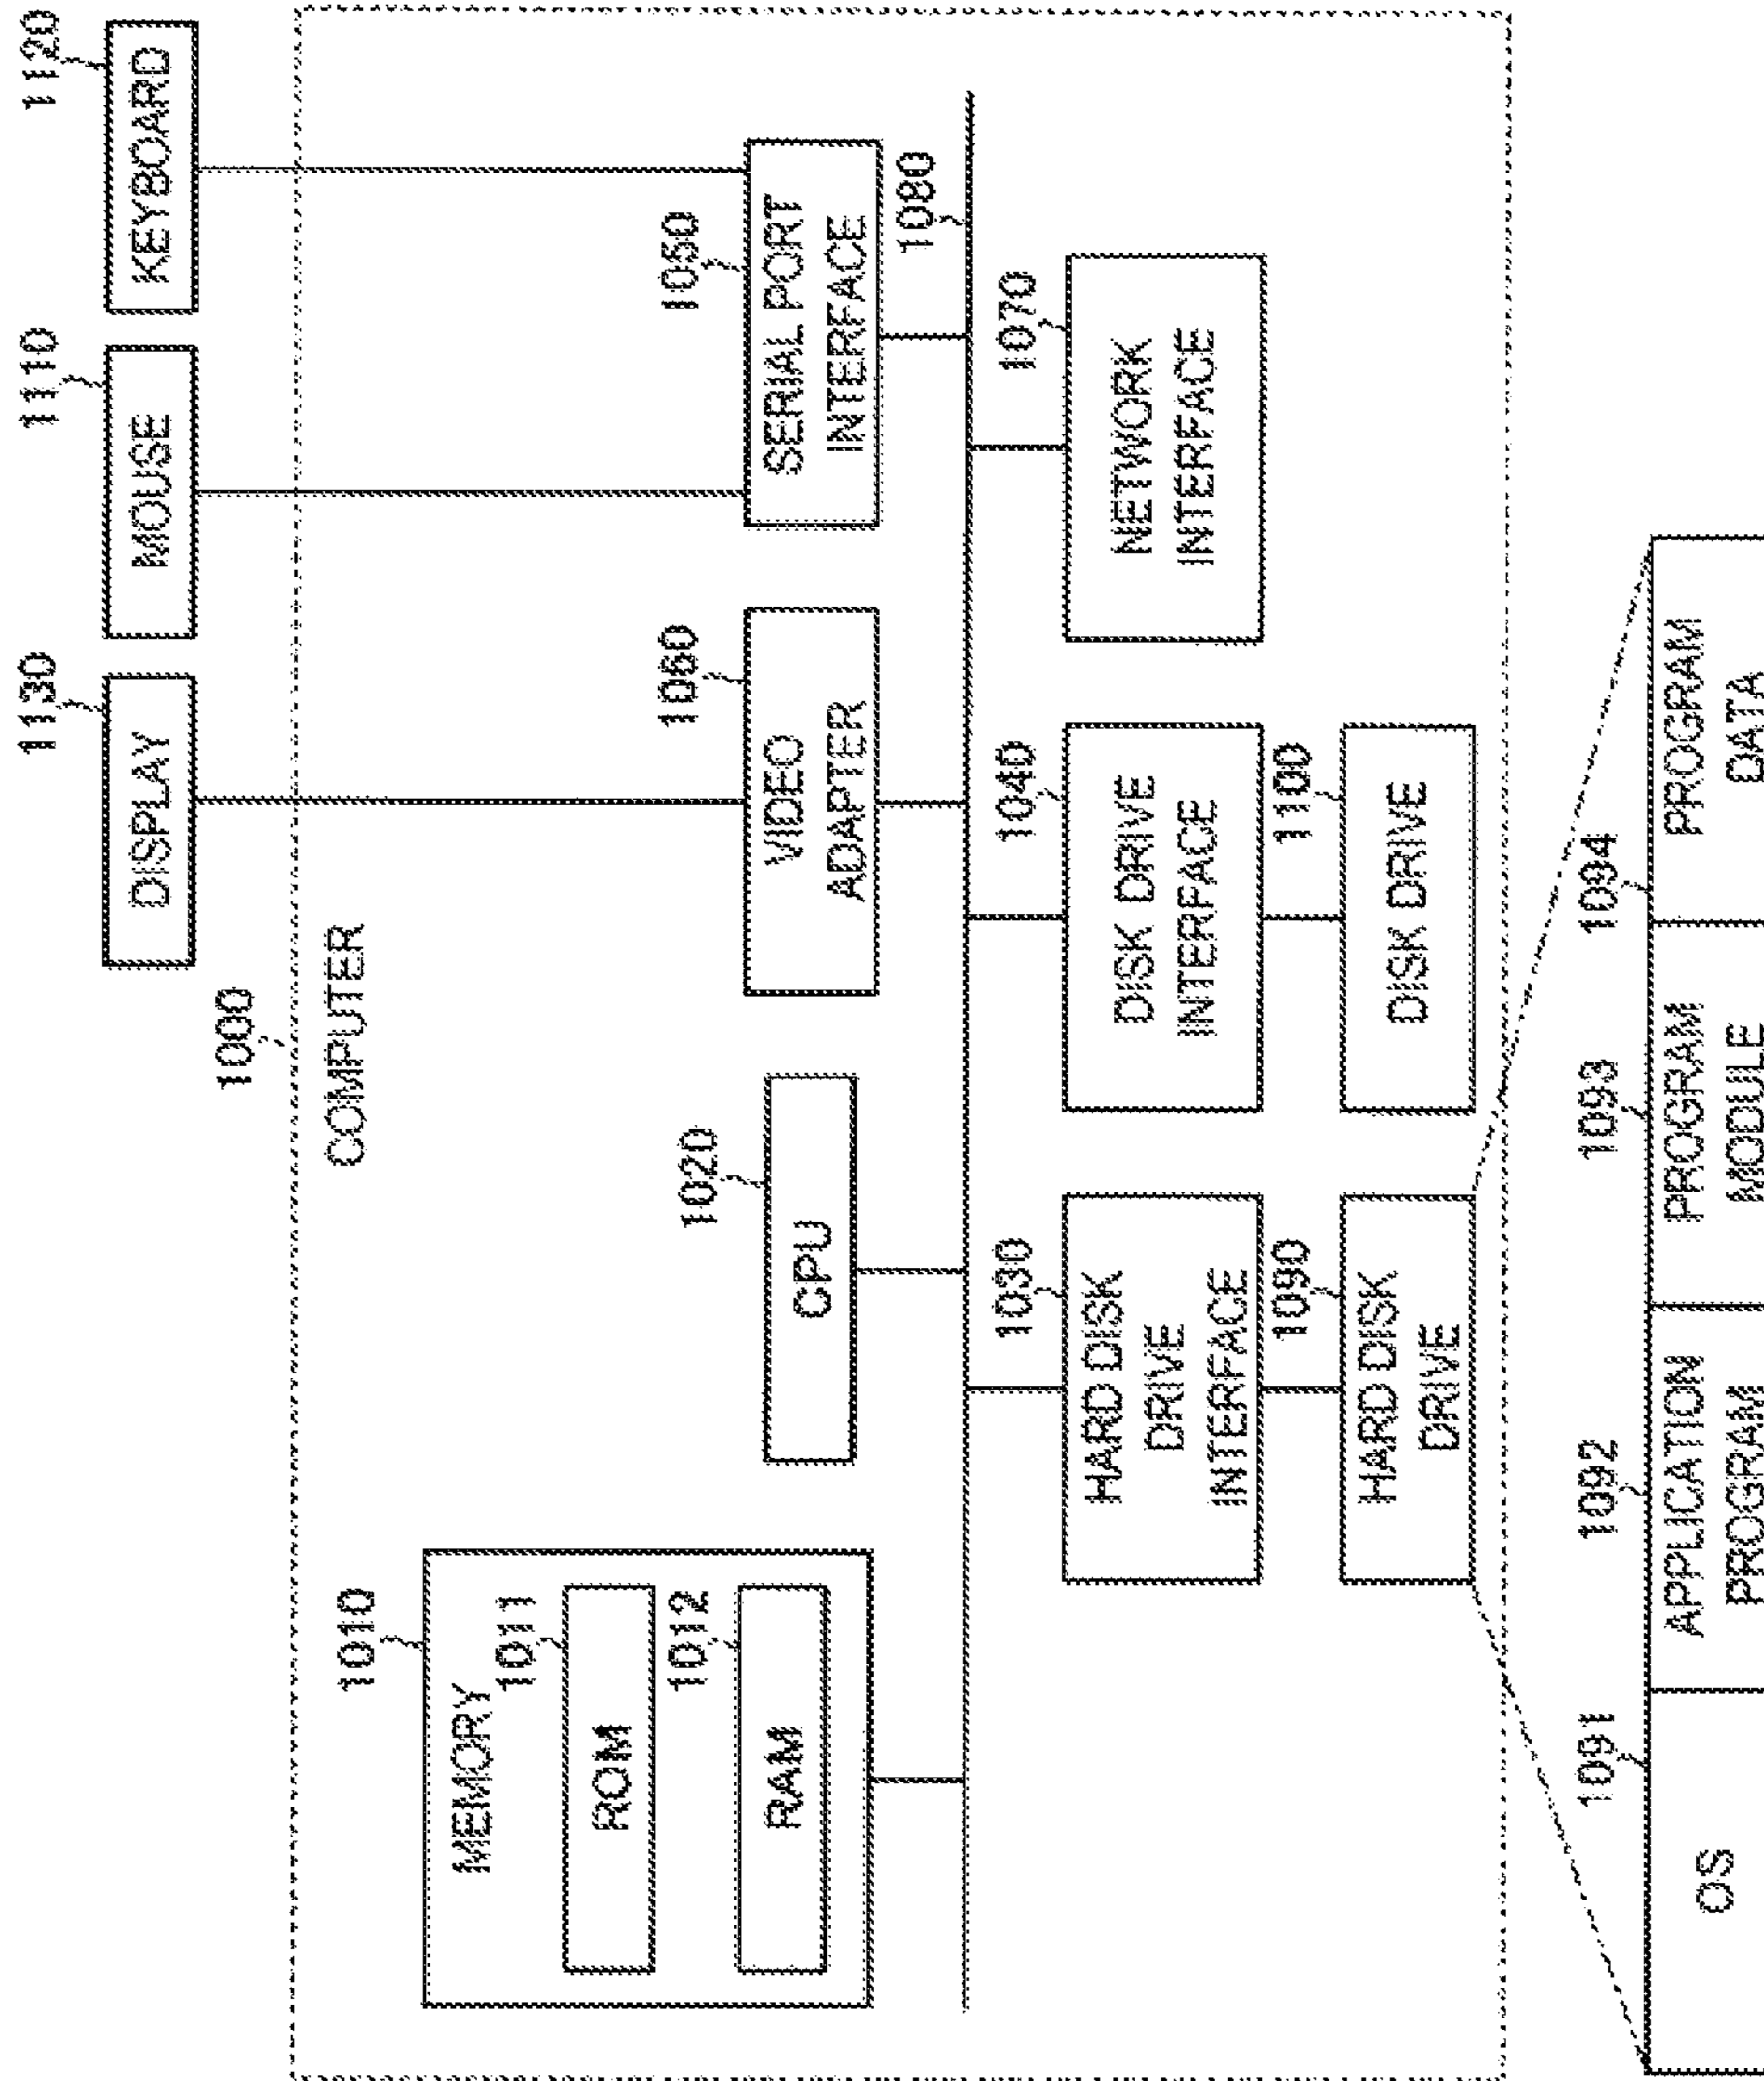 1130
1110
1120
DISPLAY
MOUSE
KEYBOARD
1000
COMPUTER
1010
MEMORY
1011
ROM
1012
RAM
1020
CPU
1060
VIDEO
ADAPTER
1050
SERIAL PORT
INTERFACE
1080
1030
HARD DISK
DRIVE
INTERFACE
1040
DISK DRIVE
INTERFACE
1070
NETWORK
INTERFACE
1090
HARD DISK
DRIVE
1100
DISK DRIVE
1091
OS
1092
APPLICATION
PROGRAM
1093
PROGRAM
MODULE
1094
PROGRAM
DATA